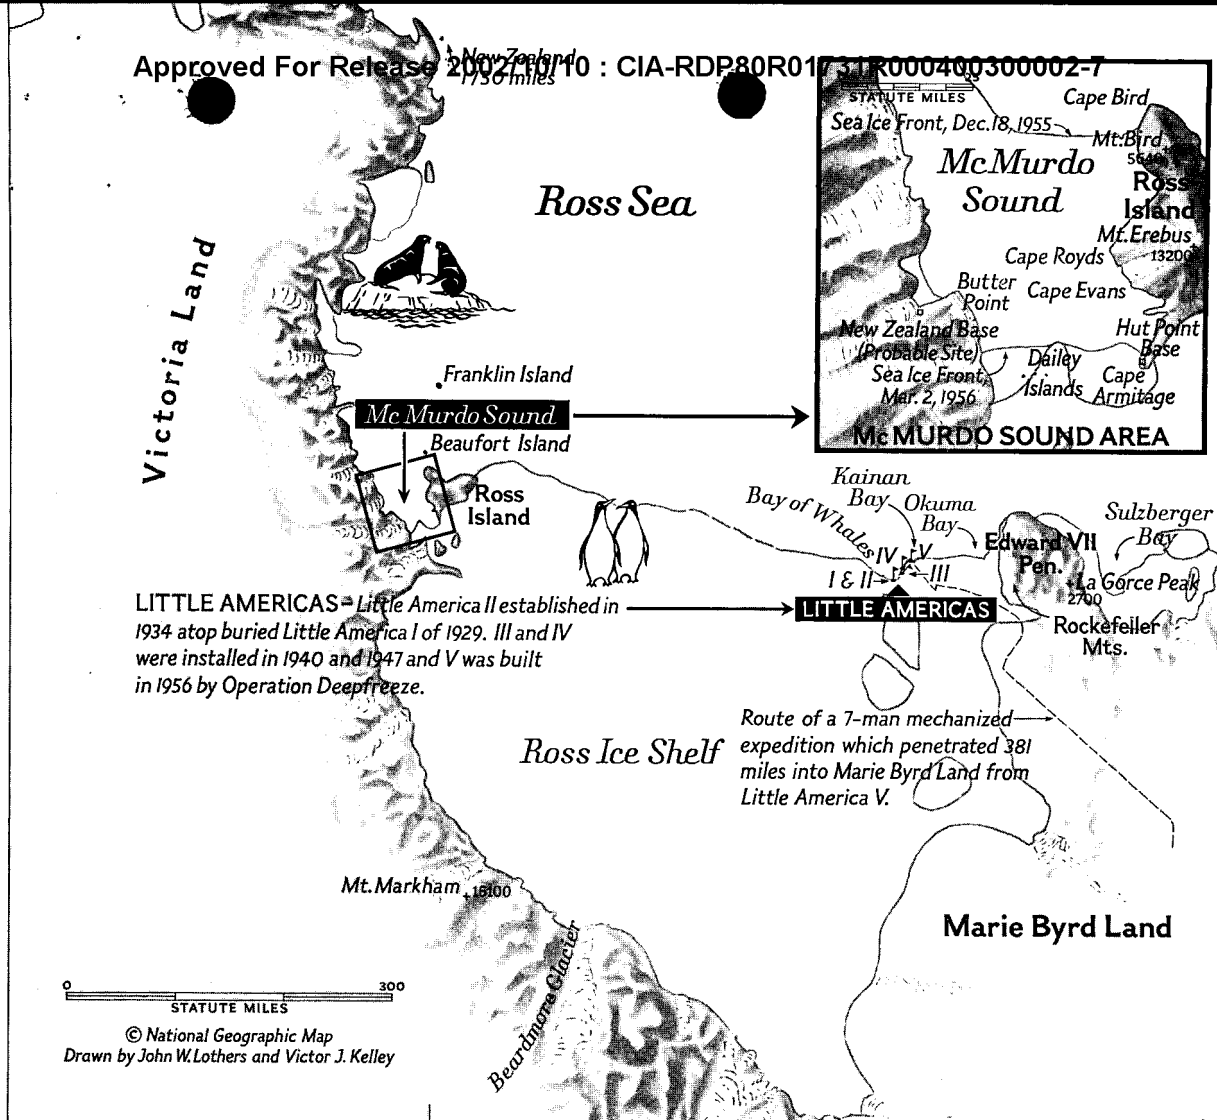 New Zealand
1750 miles
Approved For Release 2002/10/10 : CIA-RDP80R01731R000400300002-7
STATUTE MILES
Cape Bird
Sea Ice Front, Dec. 18, 1955
Mt. Bird
McMurdo
Sound
Ross
Island
Mt. Erebus
13200
Cape Royds
Butter
Point
Cape Evans
New Zealand Base
(Probable Site)
Hut Point
Base
Sea Ice Front,
Mar. 2, 1956
Dailey
Islands
Cape
Armitage
Mc MURDO SOUND AREA
Ross Sea
Victoria Land
Franklin Island
Mc Murdo Sound
Beaufort Island
Ross
Island
Bay of Whales
Kainan
Bay
Okuma
Bay
Sulzberger
Bay
Edward VII
Pen.
La Gorce Peak
2700
Rockefeller
Mts.
IV
V
I & II
III
LITTLE AMERICAS
LITTLE AMERICAS – Little America II established in
1934 atop buried Little America I of 1929. III and IV
were installed in 1940 and 1947 and V was built
in 1956 by Operation Deepfreeze.
Ross Ice Shelf
Route of a 7-man mechanized
expedition which penetrated 381
miles into Marie Byrd Land from
Little America V.
Mt. Markham
15100
Marie Byrd Land
Beardmore Glacier
0 300
STATUTE MILES
© National Geographic Map
Drawn by John W. Lothers and Victor J. Kelley